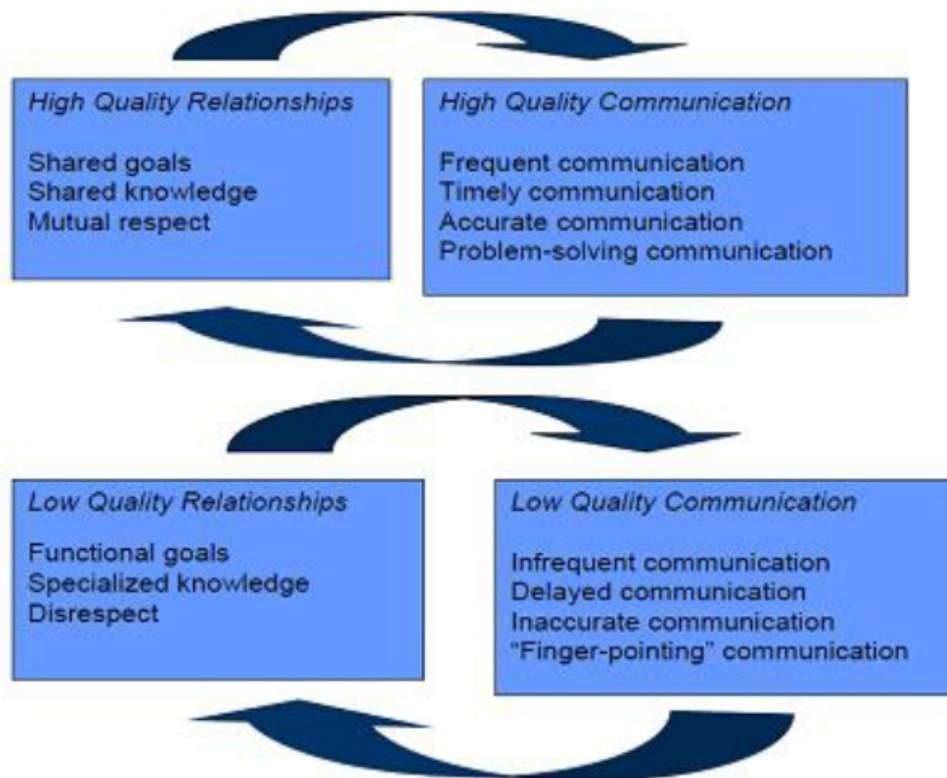 High Quality Relationships
Shared goals
Shared knowledge
Mutual respect
High Quality Communication
Frequent communication
Timely communication
Accurate communication
Problem-solving communication
Low Quality Relationships
Functional goals
Specialized knowledge
Disrespect
Low Quality Communication
Infrequent communication
Delayed communication
Inaccurate communication
“Finger-pointing” communication